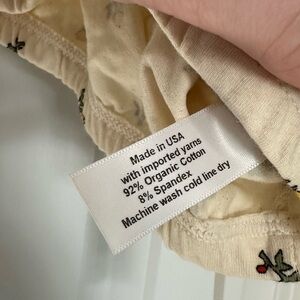 Made in USA
with imported yarns
92% Organic Cotton
8% Spandex
Machine wash cold line dry